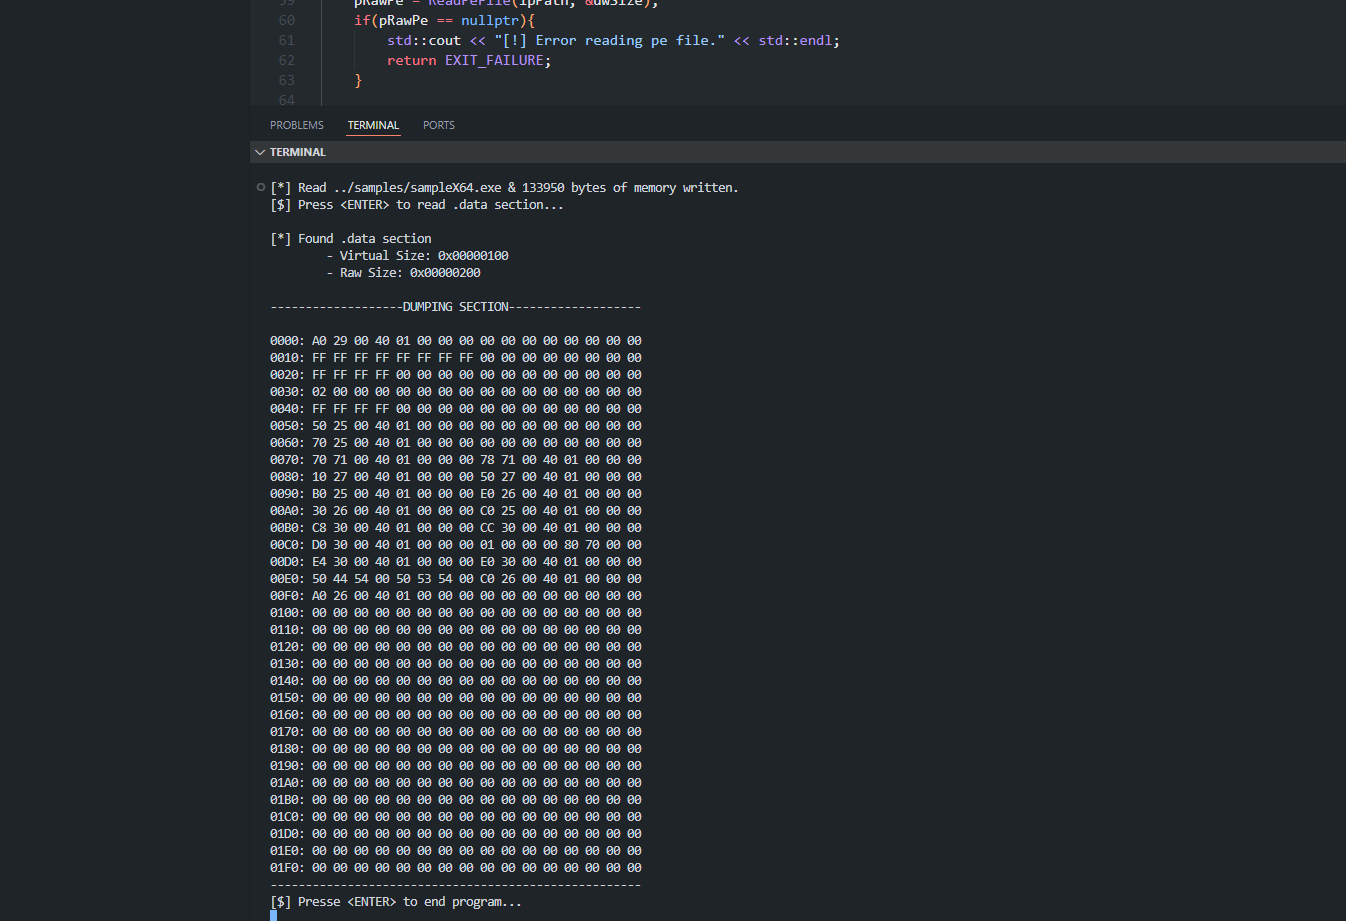 59 pRawPe = ReadPeFile(lpPath, &dwSize);
60 if(pRawPe == nullptr){
61 std::cout << "[!] Error reading pe file." << std::endl;
62 return EXIT_FAILURE;
63 }
64
PROBLEMS TERMINAL PORTS
TERMINAL
[*] Read ../samples/sampleX64.exe & 133950 bytes of memory written.
[$] Press <ENTER> to read .data section...
[*] Found .data section
- Virtual Size: 0x00000100
- Raw Size: 0x00000200
-------------------DUMPING SECTION-------------------
0000: A0 29 00 40 01 00 00 00 00 00 00 00 00 00 00 00
0010: FF FF FF FF FF FF FF FF 00 00 00 00 00 00 00 00
0020: FF FF FF FF 00 00 00 00 00 00 00 00 00 00 00 00
0030: 02 00 00 00 00 00 00 00 00 00 00 00 00 00 00 00
0040: FF FF FF FF 00 00 00 00 00 00 00 00 00 00 00 00
0050: 50 25 00 40 01 00 00 00 00 00 00 00 00 00 00 00
0060: 70 25 00 40 01 00 00 00 00 00 00 00 00 00 00 00
0070: 70 71 00 40 01 00 00 00 78 71 00 40 01 00 00 00
0080: 10 27 00 40 01 00 00 00 50 27 00 40 01 00 00 00
0090: B0 25 00 40 01 00 00 00 E0 26 00 40 01 00 00 00
00A0: 30 26 00 40 01 00 00 00 C0 25 00 40 01 00 00 00
00B0: C8 30 00 40 01 00 00 00 CC 30 00 40 01 00 00 00
00C0: D0 30 00 40 01 00 00 00 01 00 00 00 80 70 00 00
00D0: E4 30 00 40 01 00 00 00 E0 30 00 40 01 00 00 00
00E0: 50 44 54 00 50 53 54 00 C0 26 00 40 01 00 00 00
00F0: A0 26 00 40 01 00 00 00 00 00 00 00 00 00 00 00
0100: 00 00 00 00 00 00 00 00 00 00 00 00 00 00 00 00
0110: 00 00 00 00 00 00 00 00 00 00 00 00 00 00 00 00
0120: 00 00 00 00 00 00 00 00 00 00 00 00 00 00 00 00
0130: 00 00 00 00 00 00 00 00 00 00 00 00 00 00 00 00
0140: 00 00 00 00 00 00 00 00 00 00 00 00 00 00 00 00
0150: 00 00 00 00 00 00 00 00 00 00 00 00 00 00 00 00
0160: 00 00 00 00 00 00 00 00 00 00 00 00 00 00 00 00
0170: 00 00 00 00 00 00 00 00 00 00 00 00 00 00 00 00
0180: 00 00 00 00 00 00 00 00 00 00 00 00 00 00 00 00
0190: 00 00 00 00 00 00 00 00 00 00 00 00 00 00 00 00
01A0: 00 00 00 00 00 00 00 00 00 00 00 00 00 00 00 00
01B0: 00 00 00 00 00 00 00 00 00 00 00 00 00 00 00 00
01C0: 00 00 00 00 00 00 00 00 00 00 00 00 00 00 00 00
01D0: 00 00 00 00 00 00 00 00 00 00 00 00 00 00 00 00
01E0: 00 00 00 00 00 00 00 00 00 00 00 00 00 00 00 00
01F0: 00 00 00 00 00 00 00 00 00 00 00 00 00 00 00 00
-----------------------------------------------------
[$] Presse <ENTER> to end program...